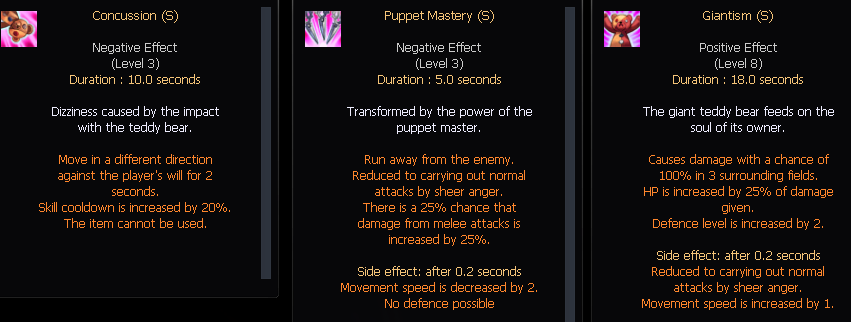 Concussion (S)
Negative Effect
(Level 3)
Duration : 10.0 seconds
Dizziness caused by the impact
with the teddy bear.
Move in a different direction
against the player's will for 2
seconds.
Skill cooldown is increased by 20%.
The item cannot be used.
Puppet Mastery (S)
Negative Effect
(Level 3)
Duration : 5.0 seconds
Transformed by the power of the
puppet master.
Run away from the enemy.
Reduced to carrying out normal
attacks by sheer anger.
There is a 25% chance that
damage from melee attacks is
increased by 25%.
Side effect: after 0.2 seconds
Movement speed is decreased by 2.
No defence possible
Giantism (S)
Positive Effect
(Level 8)
Duration : 18.0 seconds
The giant teddy bear feeds on the
soul of its owner.
Causes damage with a chance of
100% in 3 surrounding fields.
HP is increased by 25% of damage
given.
Defence level is increased by 2.
Side effect: after 0.2 seconds
Reduced to carrying out normal
attacks by sheer anger.
Movement speed is increased by 1.